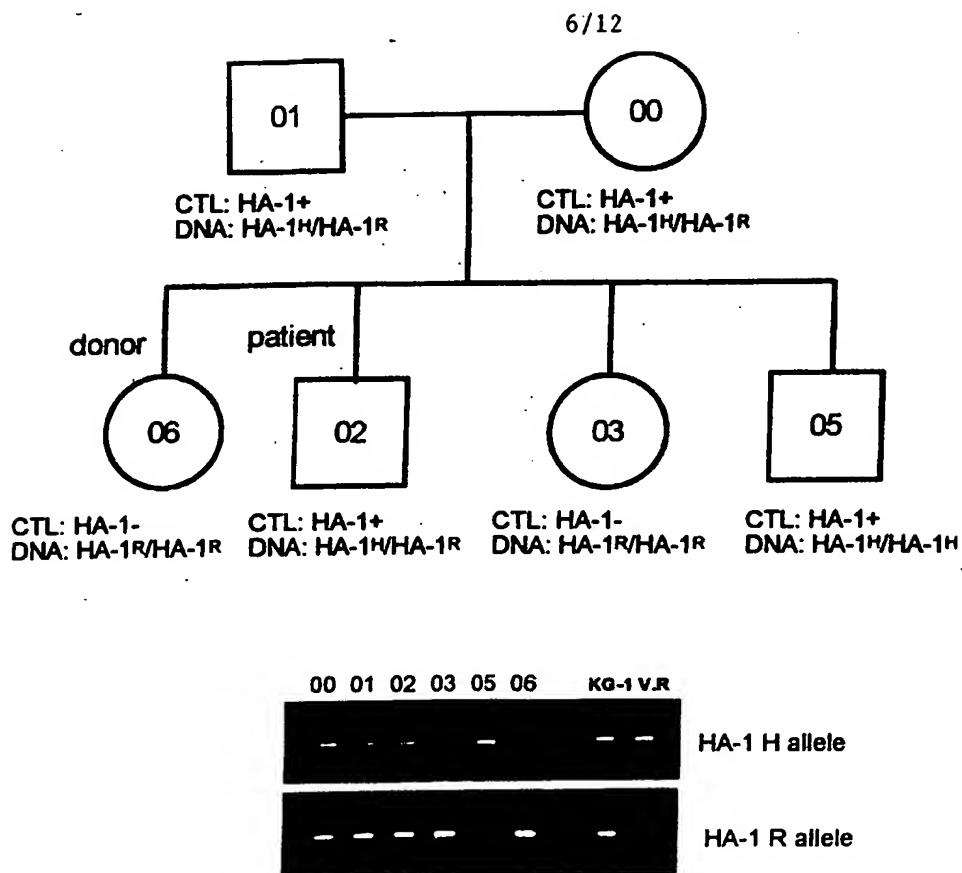 6/12
01
00
CTL: HA-1+
DNA: HA-1H/HA-1R
CTL: HA-1+
DNA: HA-1H/HA-1R
donor
patient
06
02
03
05
CTL: HA-1-
DNA: HA-1R/HA-1R
CTL: HA-1+
DNA: HA-1H/HA-1R
CTL: HA-1-
DNA: HA-1R/HA-1R
CTL: HA-1+
DNA: HA-1H/HA-1H
00 01 02 03 05 06 KG-1 V.R
HA-1 H allele
HA-1 R allele